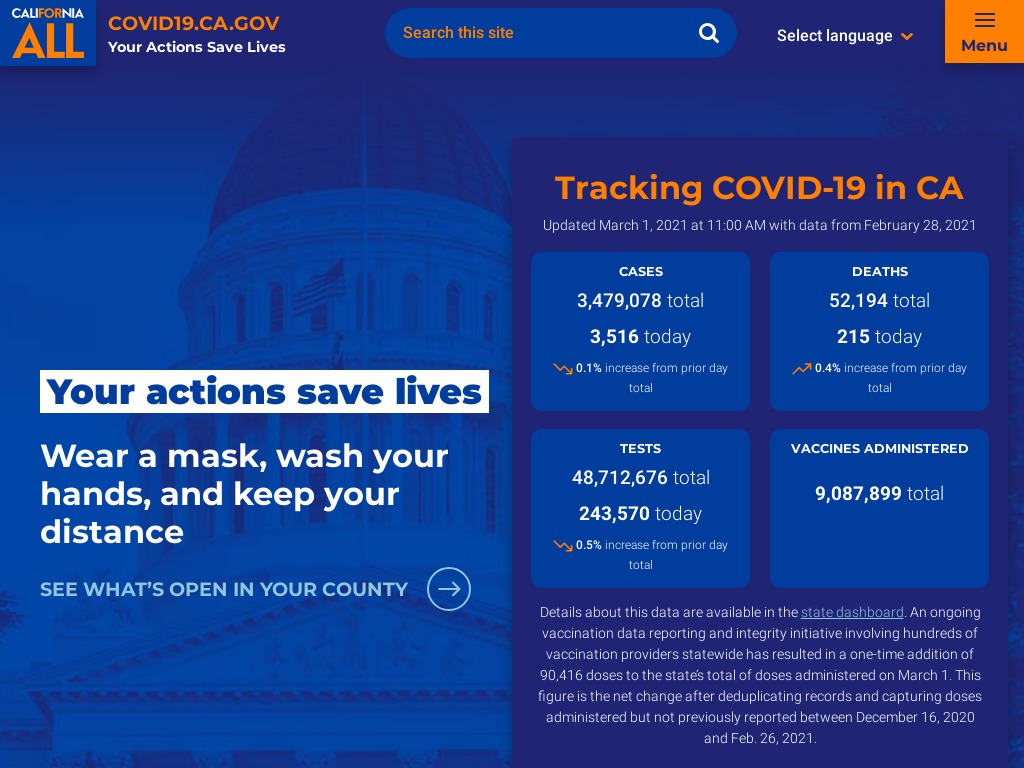 CALIFORNIA
ALL
COVID19.CA.GOV
Your Actions Save Lives
Search this site
Select language
Menu
Your actions save lives
Wear a mask, wash your
hands, and keep your
distance
SEE WHAT’S OPEN IN YOUR COUNTY
Tracking COVID-19 in CA
Updated March 1, 2021 at 11:00 AM with data from February 28, 2021
CASES
3,479,078 total
3,516 today
0.1% increase from prior day
total
DEATHS
52,194 total
215 today
0.4% increase from prior day
total
TESTS
48,712,676 total
243,570 today
0.5% increase from prior day
total
VACCINES ADMINISTERED
9,087,899 total
Details about this data are available in the state dashboard. An ongoing
vaccination data reporting and integrity initiative involving hundreds of
vaccination providers statewide has resulted in a one-time addition of
90,416 doses to the state’s total of doses administered on March 1. This
figure is the net change after deduplicating records and capturing doses
administered but not previously reported between December 16, 2020
and Feb. 26, 2021.